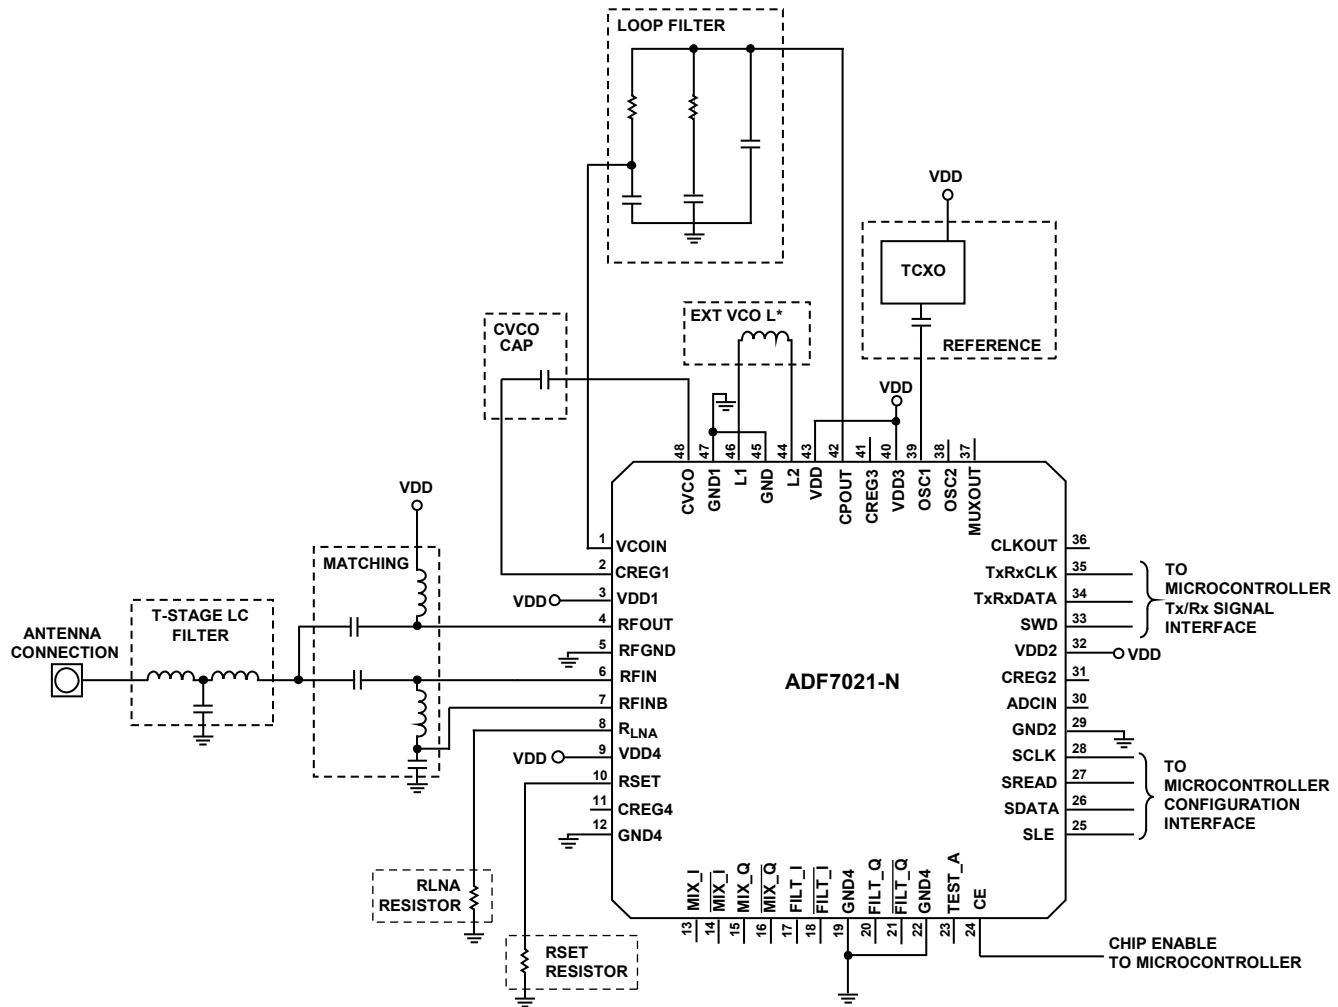 LOOP FILTER
VDD
TCXO
REFERENCE
CVCO
CAP
EXT VCO L*
VDD
48
47
46
45
44
43
42
41
40
39
38
37
CVCO
GND1
L1
GND
L2
VDD
CPOUT
CREG3
VDD3
OSC1
OSC2
MUXOUT
VDD
MATCHING
T-STAGE LC
FILTER
ANTENNA
CONNECTION
1 VCOIN
2 CREG1
VDD 3 VDD1
4 RFOUT
5 RFGND
6 RFIN
7 RFINB
8 RLNA
VDD 9 VDD4
10 RSET
11 CREG4
12 GND4
ADF7021-N
CLKOUT 36
TxRxCLK 35
TxRxDATA 34
SWD 33
VDD2 32 VDD
CREG2 31
ADCIN 30
GND2 29
SCLK 28
SREAD 27
SDATA 26
SLE 25
TO
MICROCONTROLLER
Tx/Rx SIGNAL
INTERFACE
TO
MICROCONTROLLER
CONFIGURATION
INTERFACE
MIX_I
MIX_I
MIX_Q
MIX_Q
FILT_I
FILT_I
GND4
FILT_Q
FILT_Q
GND4
TEST_A
CE
13
14
15
16
17
18
19
20
21
22
23
24
RLNA
RESISTOR
RSET
RESISTOR
CHIP ENABLE
TO MICROCONTROLLER